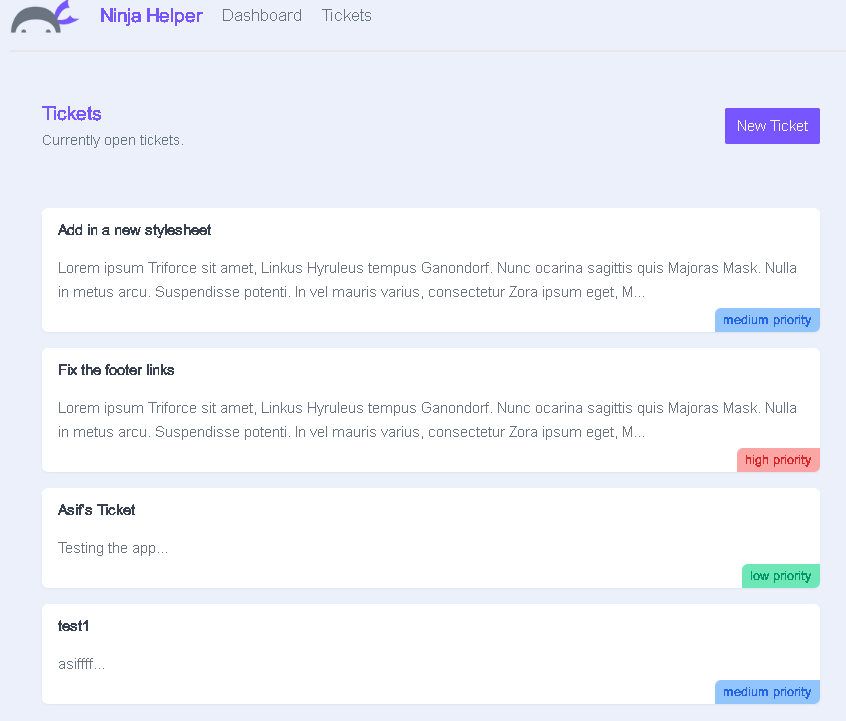 Ninja Helper Dashboard Tickets
Tickets
Currently open tickets.
New Ticket
Add in a new stylesheet
Lorem ipsum Triforce sit amet, Linkus Hyruleus tempus Ganondorf. Nunc ocarina sagittis quis Majoras Mask. Nulla
in metus arcu. Suspendisse potenti. In vel mauris varius, consectetur Zora ipsum eget, M...
medium priority
Fix the footer links
Lorem ipsum Triforce sit amet, Linkus Hyruleus tempus Ganondorf. Nunc ocarina sagittis quis Majoras Mask. Nulla
in metus arcu. Suspendisse potenti. In vel mauris varius, consectetur Zora ipsum eget, M...
high priority
Asif's Ticket
Testing the app...
low priority
test1
asiffff...
medium priority